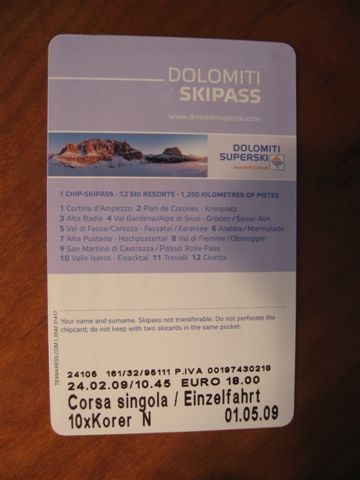 DOLOMITI
SKIPASS
www.dolomitisuperski.com
DOLOMITI
SUPERSKI
1 CHIP-SKIPASS - 12 SKI RESORTS - 1,200 KILOMETRES OF PISTES
1 Cortina d'Ampezzo 2 Plan de Corones - Kronplatz
3 Alta Badia 4 Val Gardena/Alpe di Siusi - Gröden/Seiser Alm
5 Val di Fassa/Carezza - Fassatal/Karersee 6 Arabba/Marmolada
7 Alta Pusteria - Hochpustertal 8 Val di Fiemme/Obereggen
9 San Martino di Castrozza/Passo Rolle-Pass
10 Valle Isarco - Eisacktal 11 Trevalli 12 Civetta
Your name and surname. Skipass not transferable. Do not perforate the
chipcard; do not keep with two skicards in the same pocket.
24105 161/32/95111 P.IVA 00197430218
24.02.09/10.45 EURO 18.00
Corsa singola / Einzelfahrt
10xKorer N 01.05.09